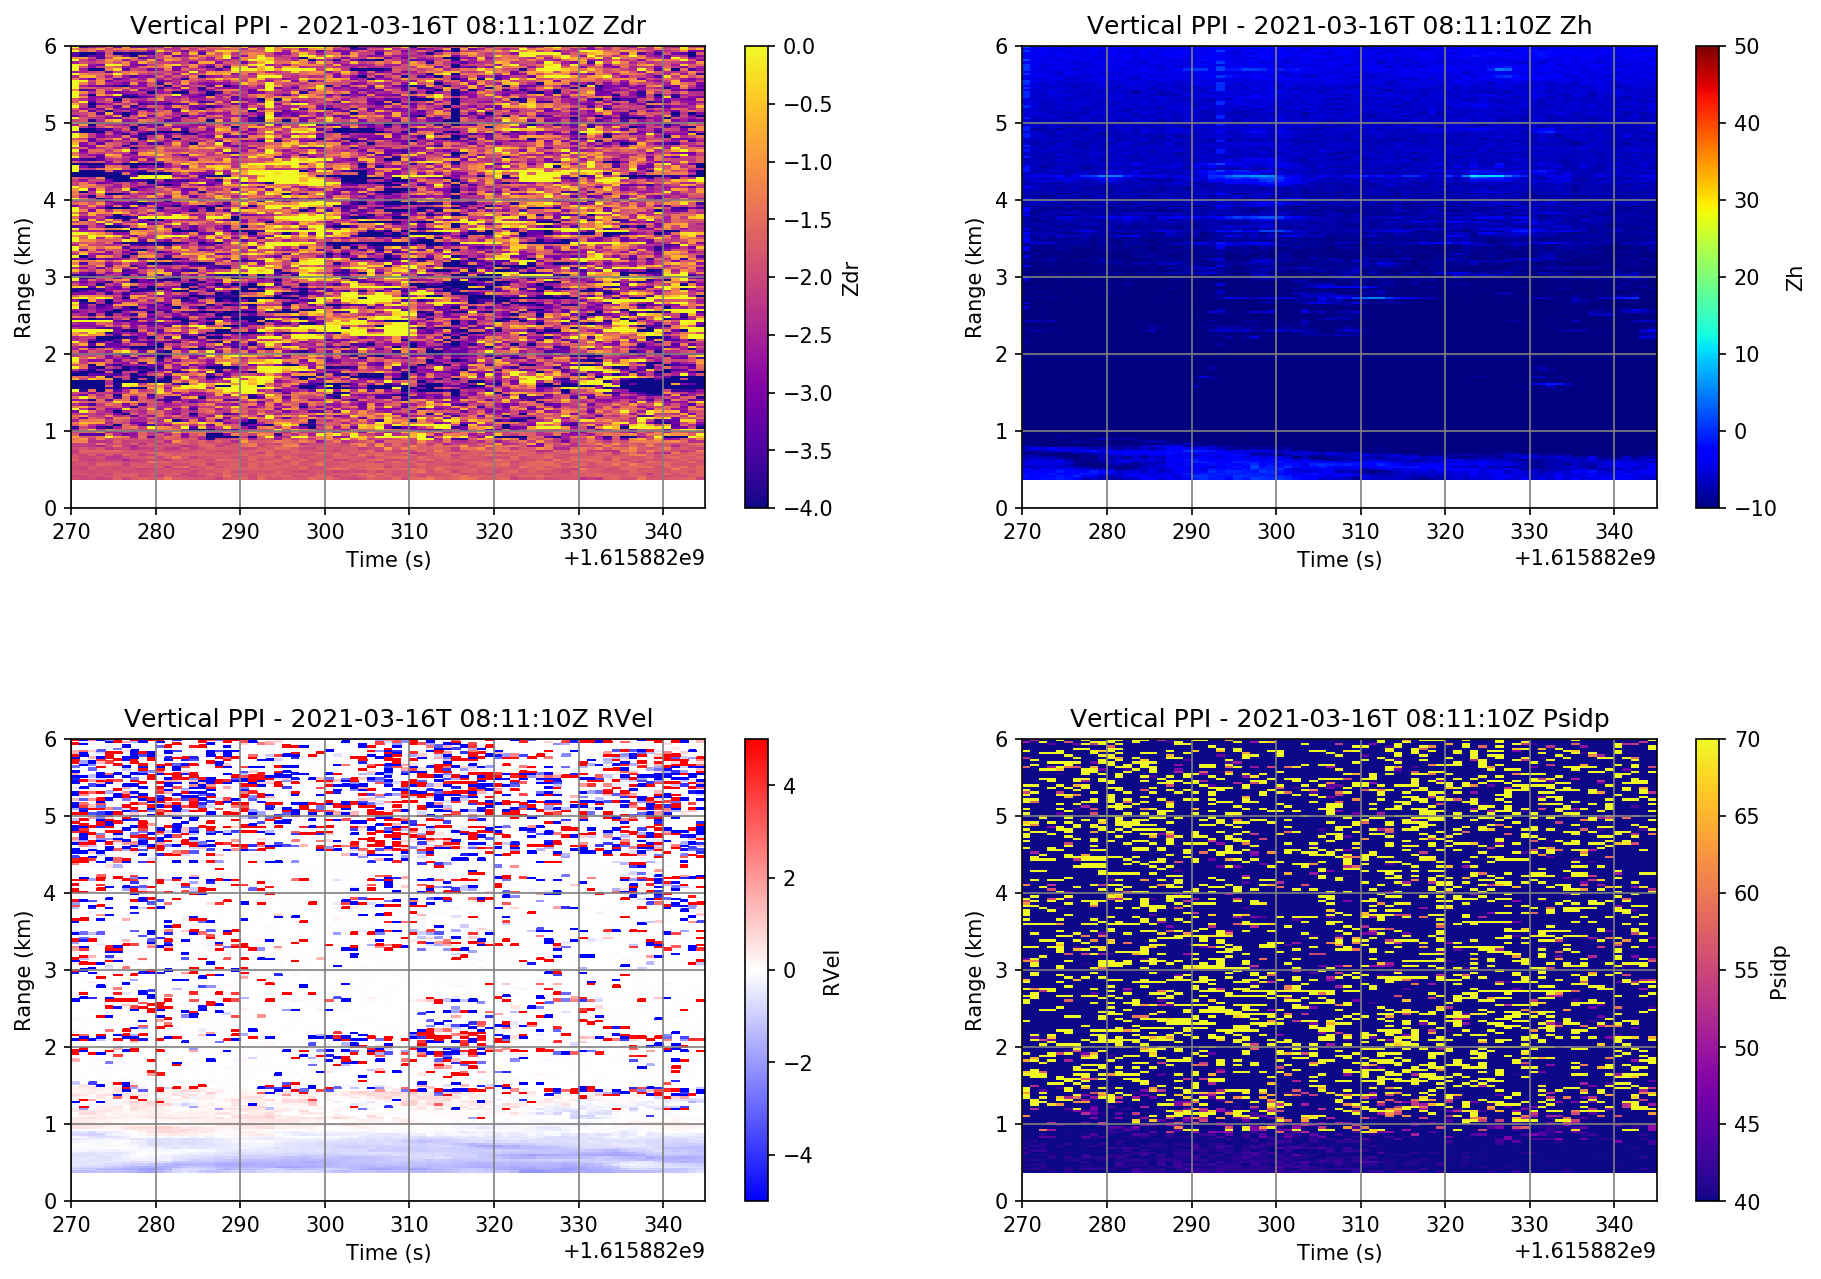 Vertical PPI - 2021-03-16T 08:11:10Z Zdr
6
5
4
3
2
1
0
Range (km)
270 280 290 300 310 320 330 340
Time (s)
+1.615882e9
0.0
−0.5
−1.0
−1.5
−2.0
−2.5
−3.0
−3.5
−4.0
Zdr
Vertical PPI - 2021-03-16T 08:11:10Z Zh
6
5
4
3
2
1
0
Range (km)
270 280 290 300 310 320 330 340
Time (s)
+1.615882e9
50
40
30
20
10
0
−10
Zh
Vertical PPI - 2021-03-16T 08:11:10Z RVel
6
5
4
3
2
1
0
Range (km)
270 280 290 300 310 320 330 340
Time (s)
+1.615882e9
4
2
0
−2
−4
RVel
Vertical PPI - 2021-03-16T 08:11:10Z Psidp
6
5
4
3
2
1
0
Range (km)
270 280 290 300 310 320 330 340
Time (s)
+1.615882e9
70
65
60
55
50
45
40
Psidp